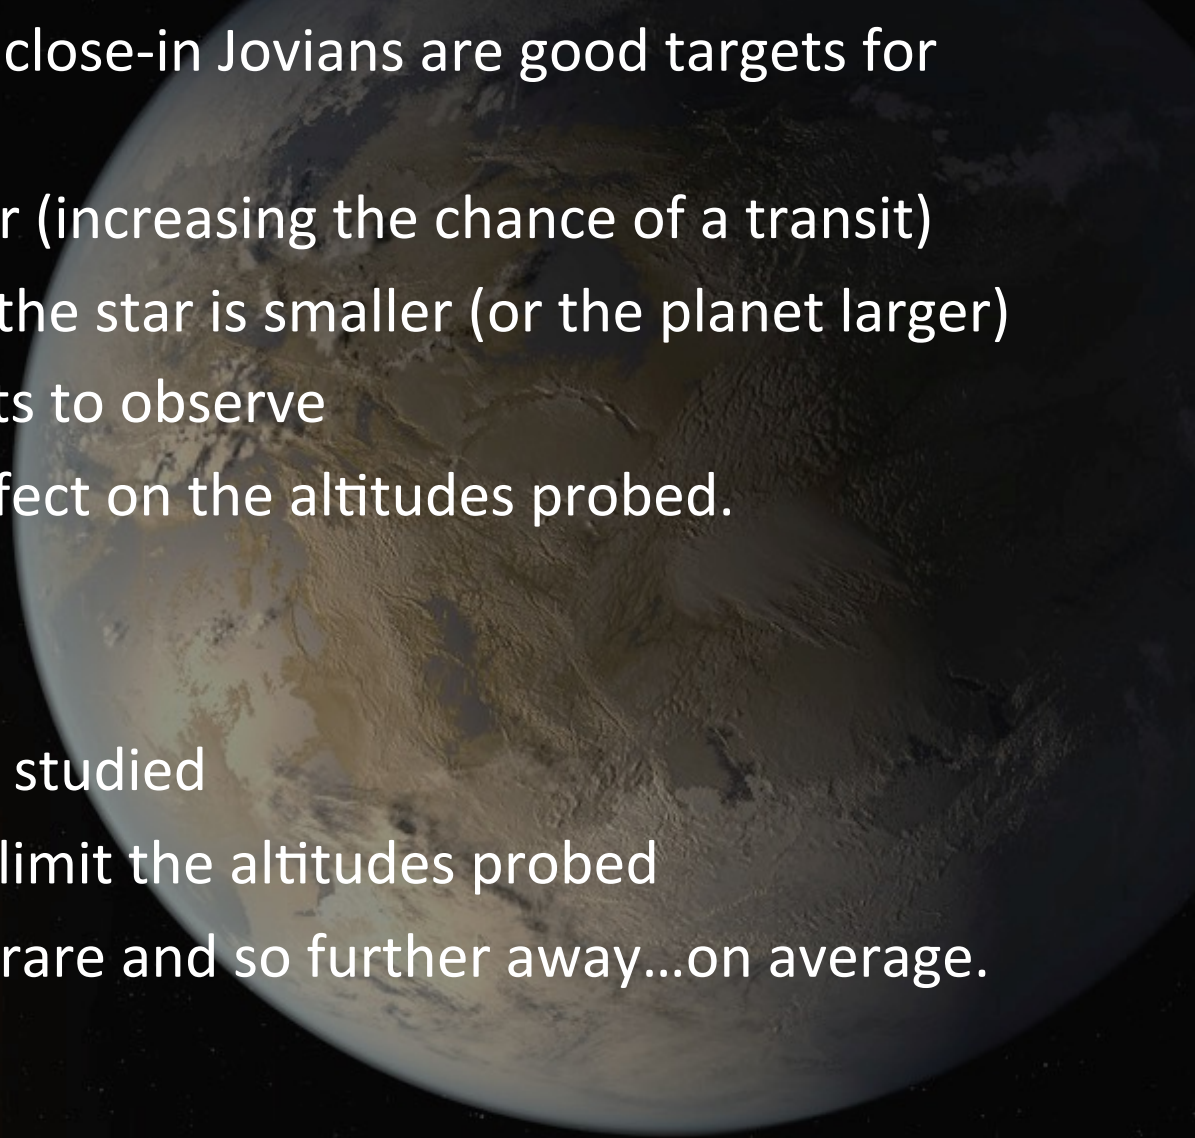 close-in Jovians are good targets for
r (increasing the chance of a transit)
the star is smaller (or the planet larger)
ts to observe
fect on the altitudes probed.
studied
limit the altitudes probed
rare and so further away…on average.